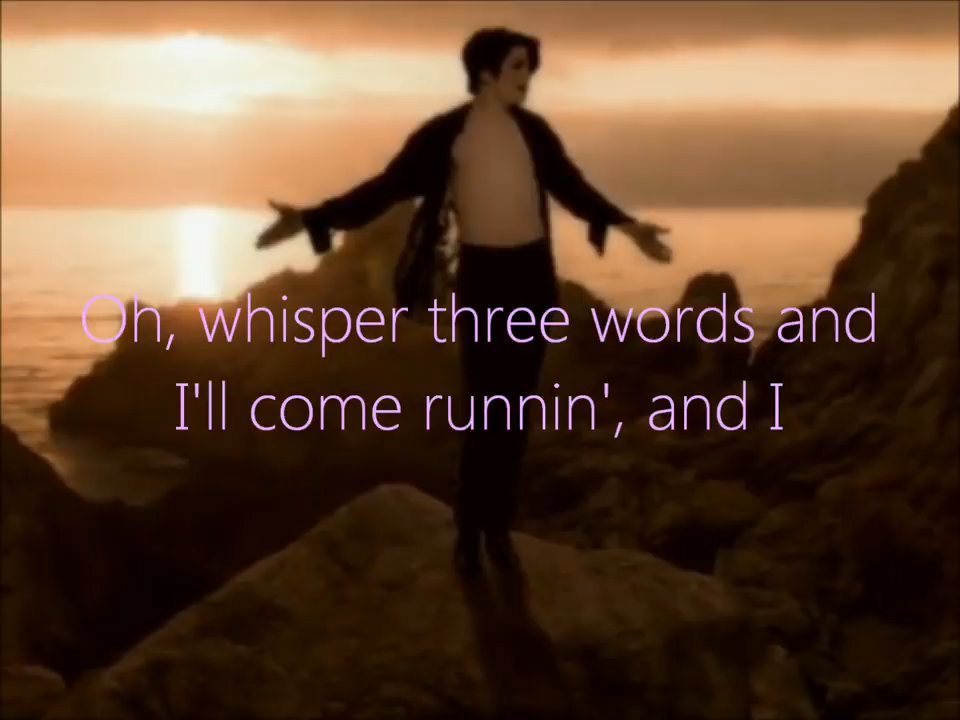 Oh, whisper three words and
I'll come runnin', and I